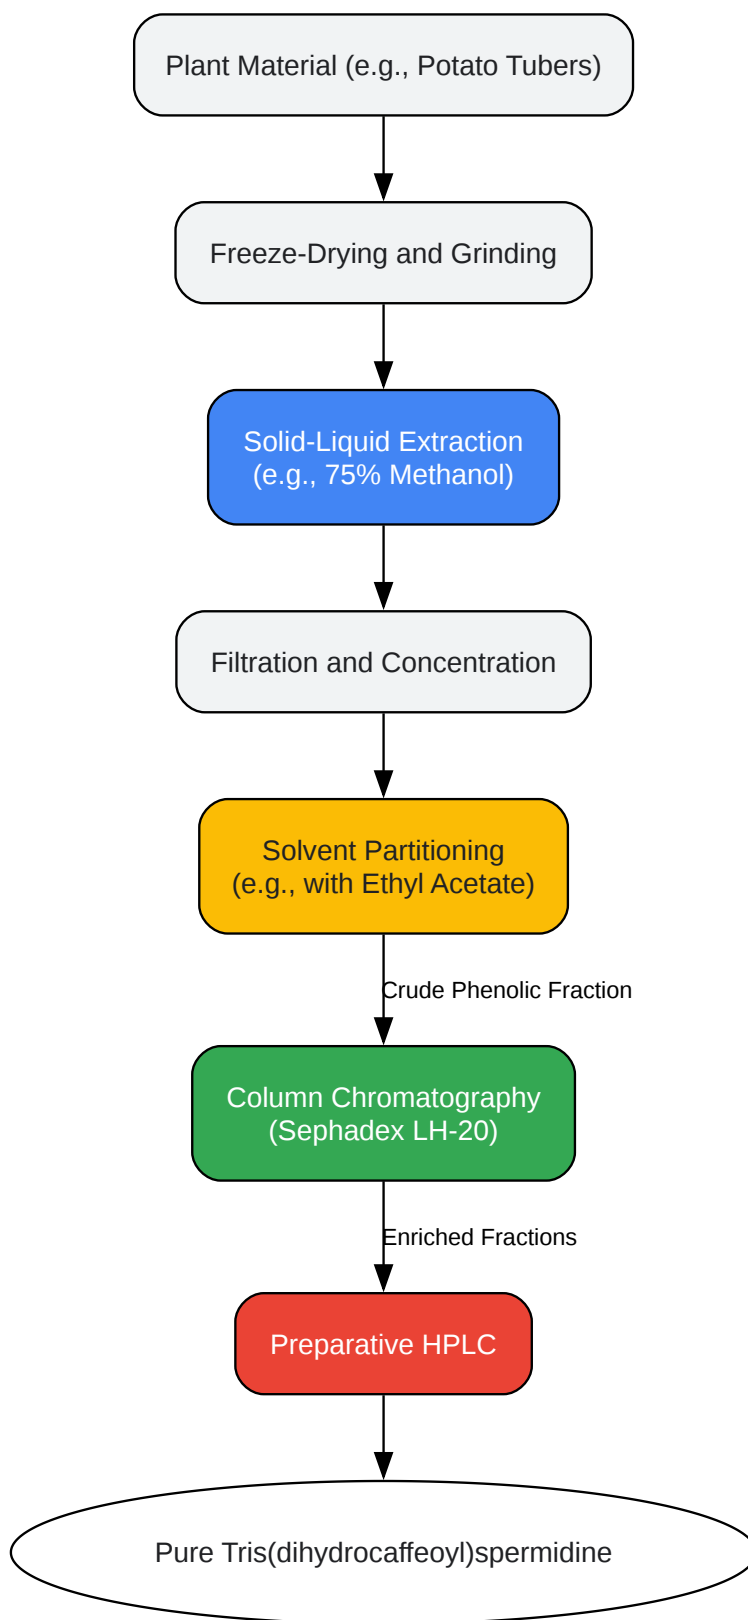 Plant Material (e.g., Potato Tubers)
Freeze-Drying and Grinding
Solid-Liquid Extraction
(e.g., 75% Methanol)
Filtration and Concentration
Solvent Partitioning
(e.g., with Ethyl Acetate)
Crude Phenolic Fraction
Column Chromatography
(Sephadex LH-20)
Enriched Fractions
Preparative HPLC
Pure Tris(dihydrocaffeoyl)spermidine